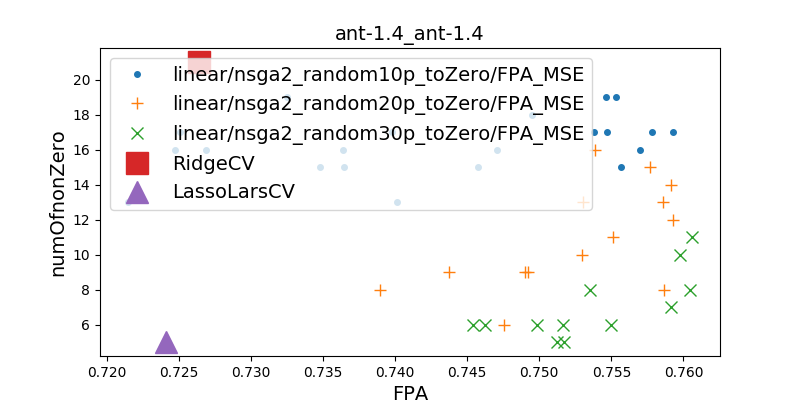 ant-1.4_ant-1.4
linear/nsga2_random10p_toZero/FPA_MSE
linear/nsga2_random20p_toZero/FPA_MSE
linear/nsga2_random30p_toZero/FPA_MSE
RidgeCV
LassoLarsCV
numOfnonZero
20
18
16
14
12
10
8
6
0.720 0.725 0.730 0.735 0.740 0.745 0.750 0.755 0.760
FPA